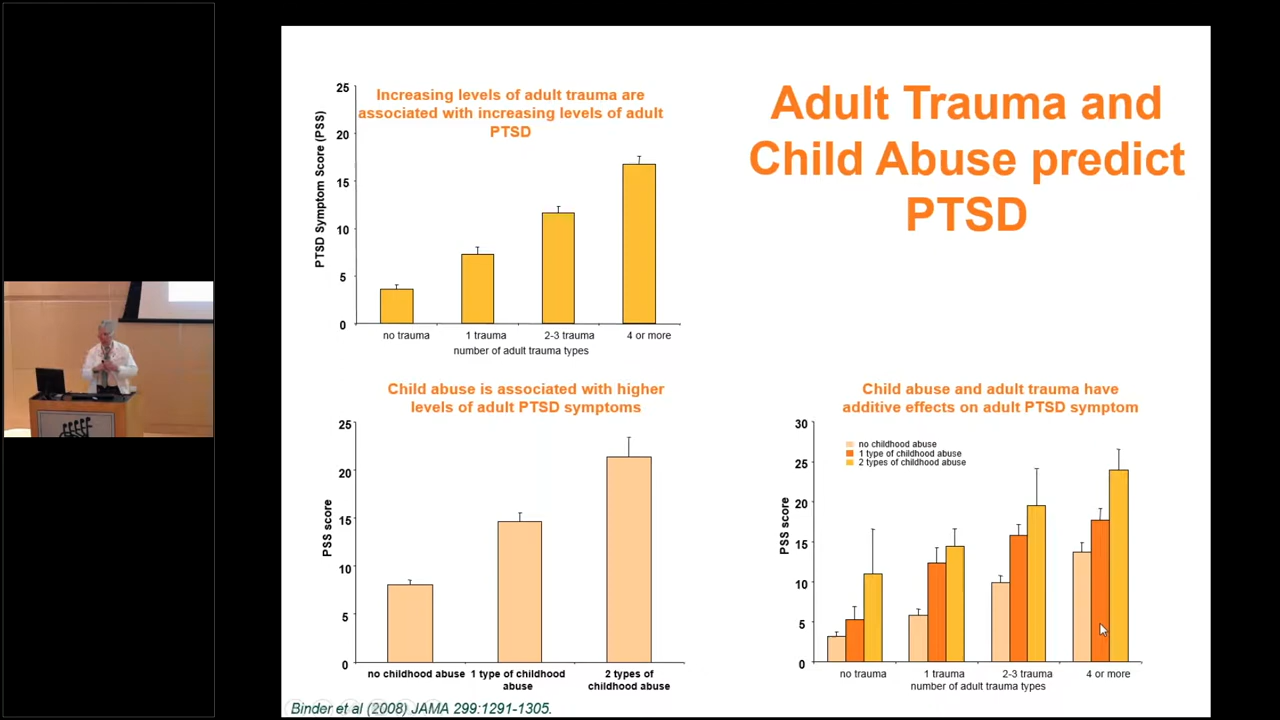 Adult Trauma and
Child Abuse predict
PTSD
Increasing levels of adult trauma are
associated with increasing levels of adult
PTSD
PTSD Symptom Score (PSS)
25
20
15
10
5
0
no trauma
1 trauma
2-3 trauma
4 or more
number of adult trauma types
Child abuse is associated with higher
levels of adult PTSD symptoms
PSS score
25
20
15
10
5
0
no childhood abuse
1 type of childhood
abuse
2 types of
childhood abuse
Child abuse and adult trauma have
additive effects on adult PTSD symptom
PSS score
30
25
20
15
10
5
0
no childhood abuse
1 type of childhood abuse
2 types of childhood abuse
no trauma
1 trauma
2-3 trauma
4 or more
number of adult trauma types
Binder et al (2008) JAMA 299:1291-1305.